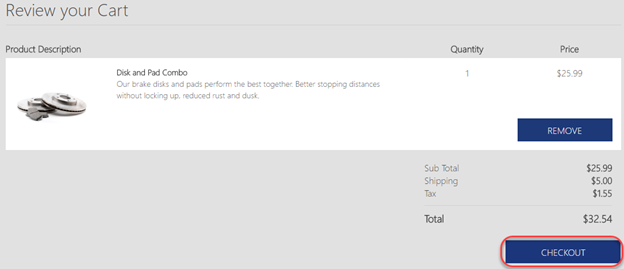 Review your Cart
Product Description Quantity Price
Disk and Pad Combo 1 $25.99
Our brake disks and pads perform the best together. Better stopping distances
without locking up, reduced rust and dusk.
REMOVE
Sub Total $25.99
Shipping $5.00
Tax $1.55
Total $32.54
CHECKOUT